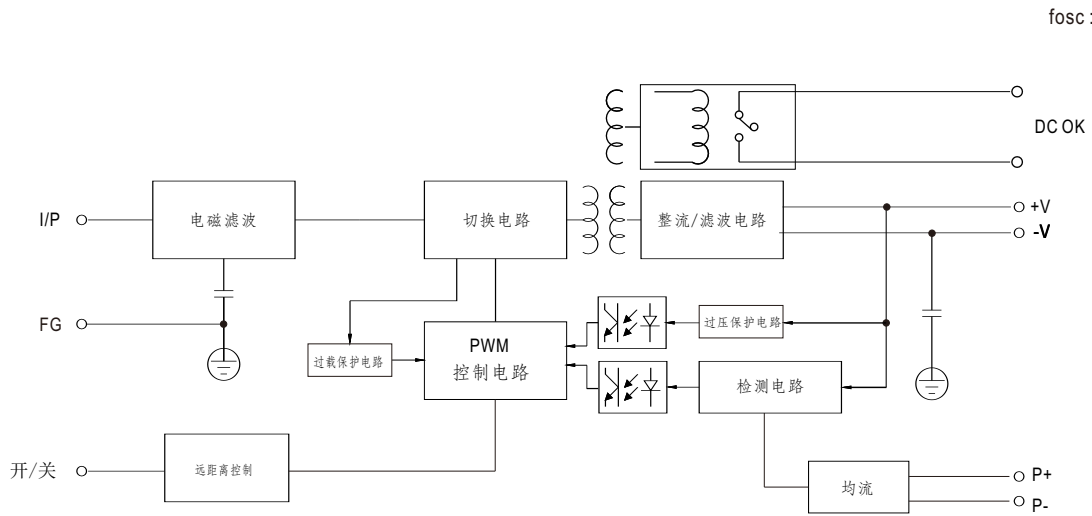 fosc :
DC OK
I/P
电磁滤波
切换电路
整流/滤波电路
+V
-V
FG
过载保护电路
PWM
控制电路
过压保护电路
检测电路
开/关
远距离控制
均流
P+
P-